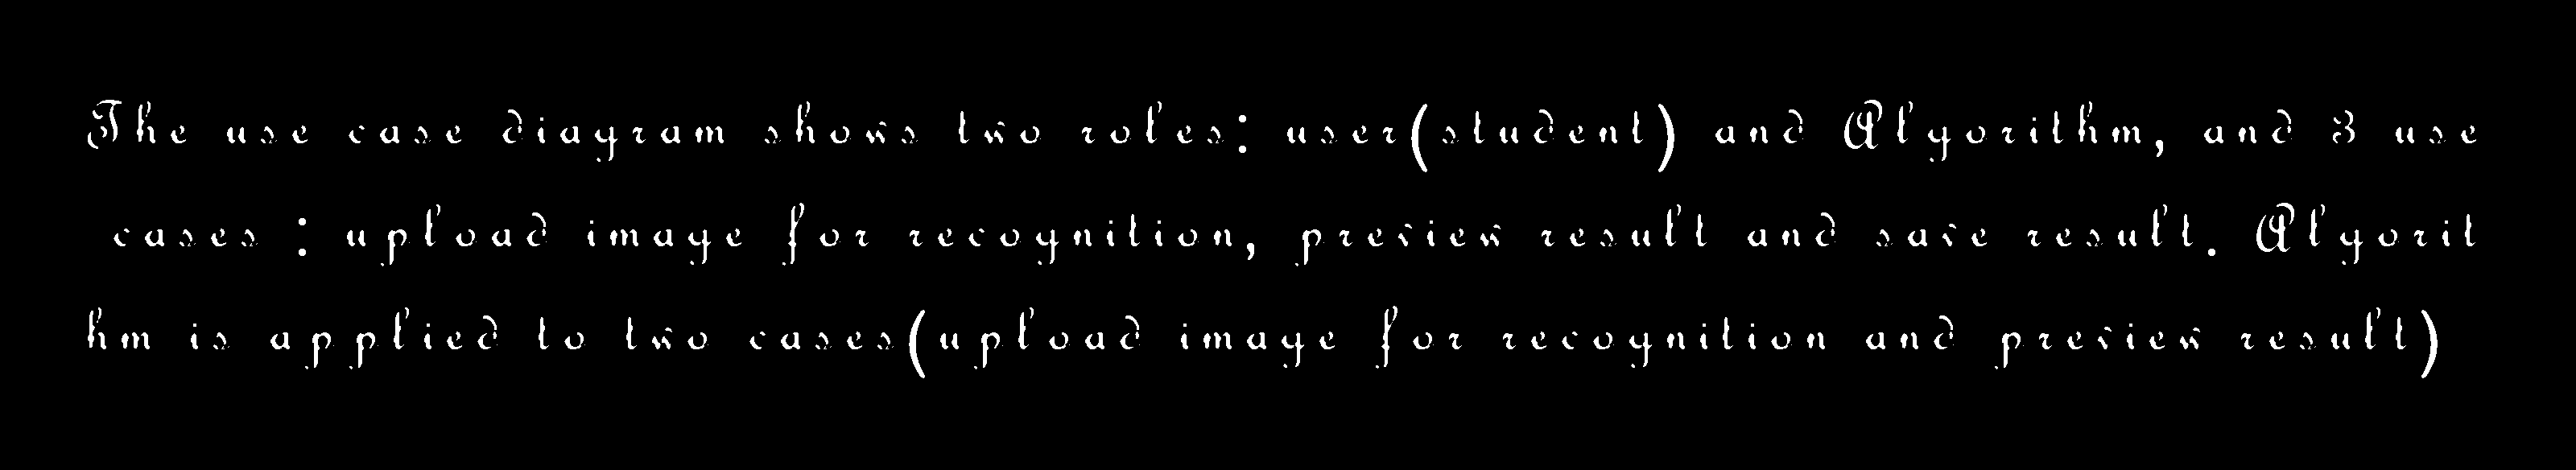 The use case diagram shows two roles: user(student) and Algorithm, and 3 use
cases : upload image for recognition, preview result and save result. Algorit
hm is applied to two cases(upload image for recognition and preview result)